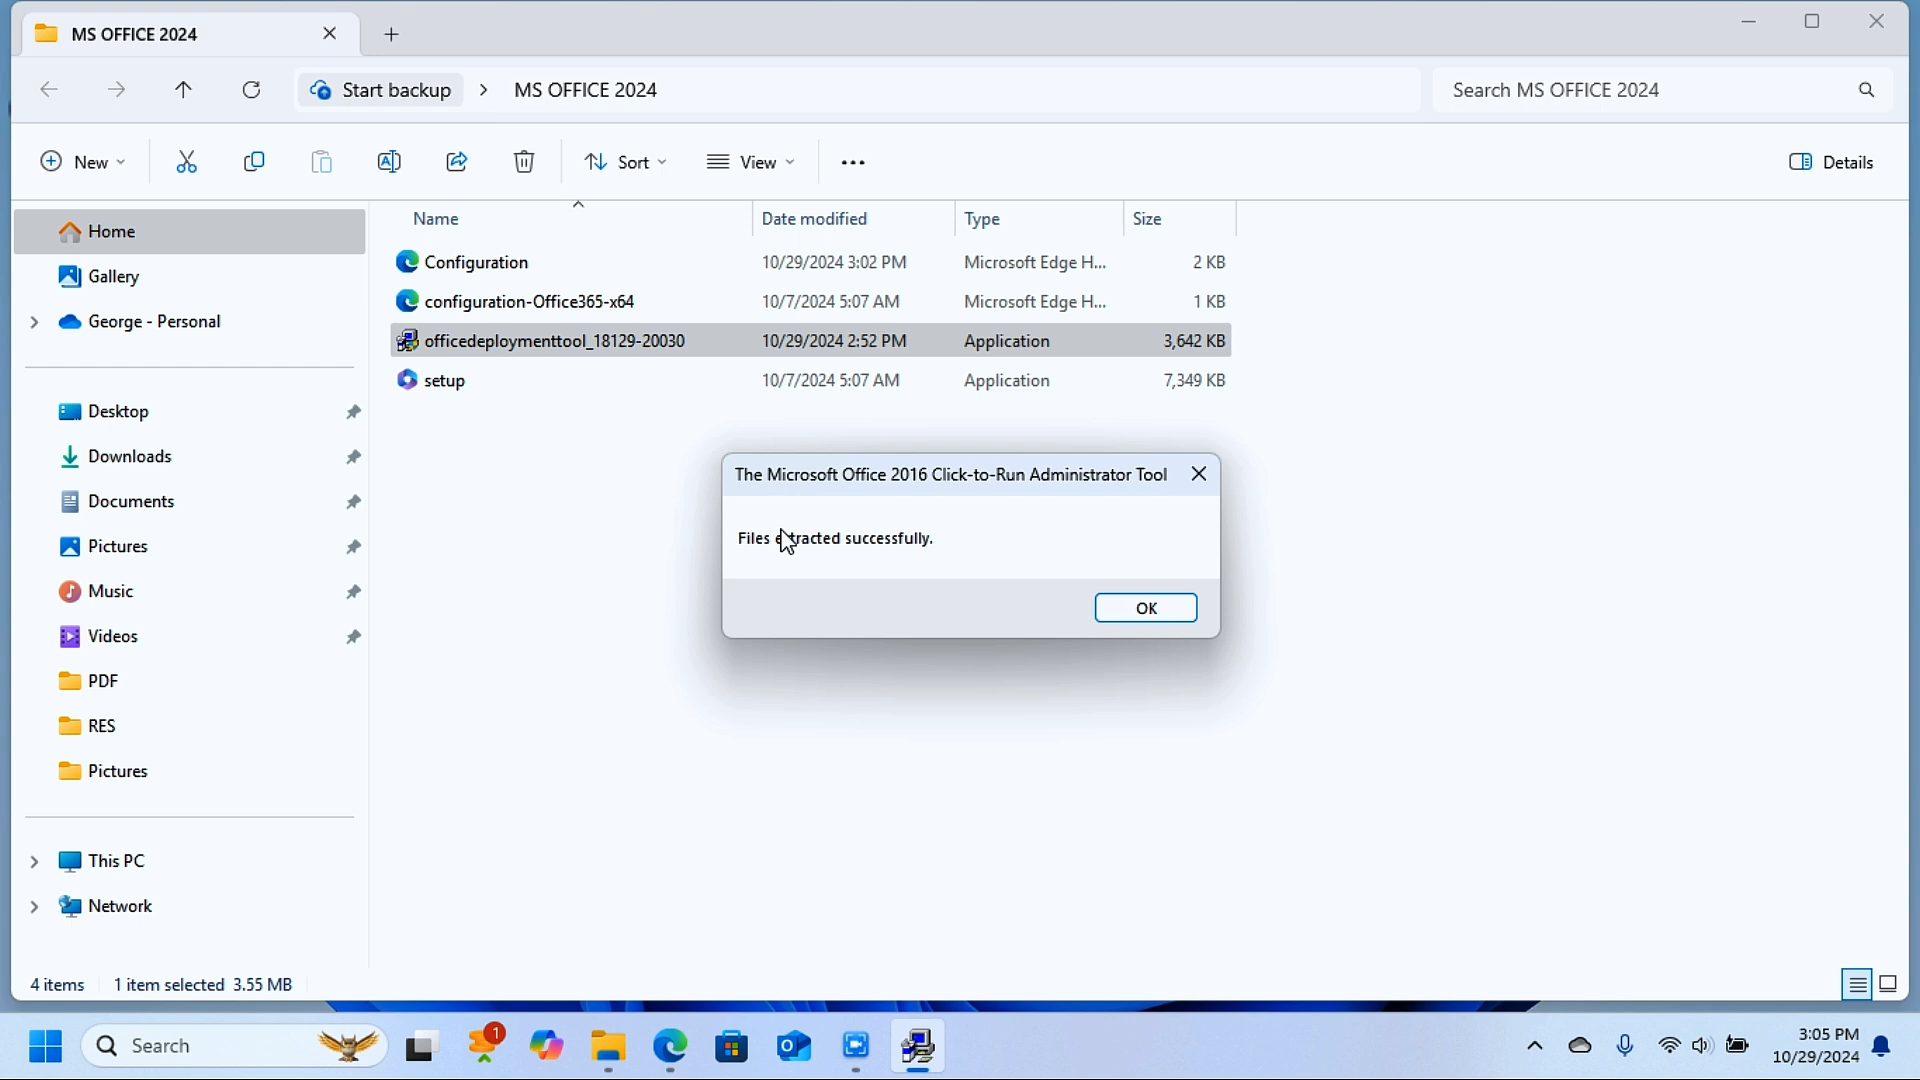 MS OFFICE 2024
Start backup
MS OFFICE 2024
Search MS OFFICE 2024
New
Sort
View
Details
Name Date modified Type Size
Configuration 10/29/2024 3:02 PM Microsoft Edge H... 2 KB
configuration-Office365-x64 10/7/2024 5:07 AM Microsoft Edge H... 1 KB
officedeploymenttool_18129-20030 10/29/2024 2:52 PM Application 3,642 KB
setup 10/7/2024 5:07 AM Application 7,349 KB
Home
Gallery
George - Personal
Desktop
Downloads
Documents
Pictures
Music
Videos
PDF
RES
Pictures
This PC
Network
The Microsoft Office 2016 Click-to-Run Administrator Tool
Files extracted successfully.
OK
4 items 1 item selected 3.55 MB
Search
1
3:05 PM
10/29/2024